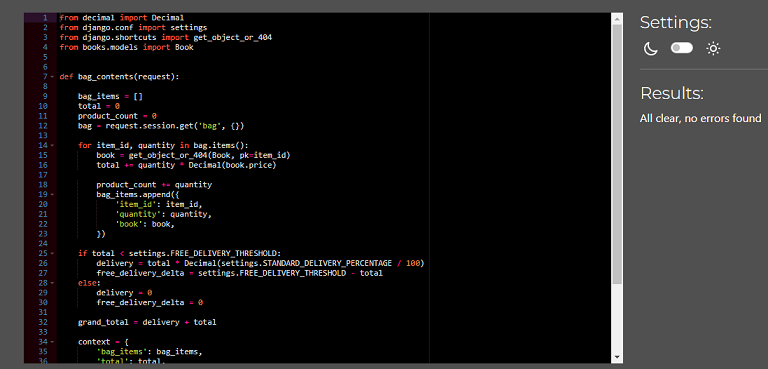 1 from decimal import Decimal
2 from django.conf import settings
3 from django.shortcuts import get_object_or_404
4 from books.models import Book
5
6
7 def bag_contents(request):
8
9 bag_items = []
10 total = 0
11 product_count = 0
12 bag = request.session.get('bag', {})
13
14 for item_id, quantity in bag.items():
15 book = get_object_or_404(Book, pk=item_id)
16 total += quantity * Decimal(book.price)
17
18 product_count += quantity
19 bag_items.append({
20 'item_id': item_id,
21 'quantity': quantity,
22 'book': book,
23 })
24
25 if total < settings.FREE_DELIVERY_THRESHOLD:
26 delivery = total * Decimal(settings.STANDARD_DELIVERY_PERCENTAGE / 100)
27 free_delivery_delta = settings.FREE_DELIVERY_THRESHOLD - total
28 else:
29 delivery = 0
30 free_delivery_delta = 0
31
32 grand_total = delivery + total
33
34 context = {
35 'bag_items': bag_items,
36 'total': total,
Settings:
Results:
All clear, no errors found